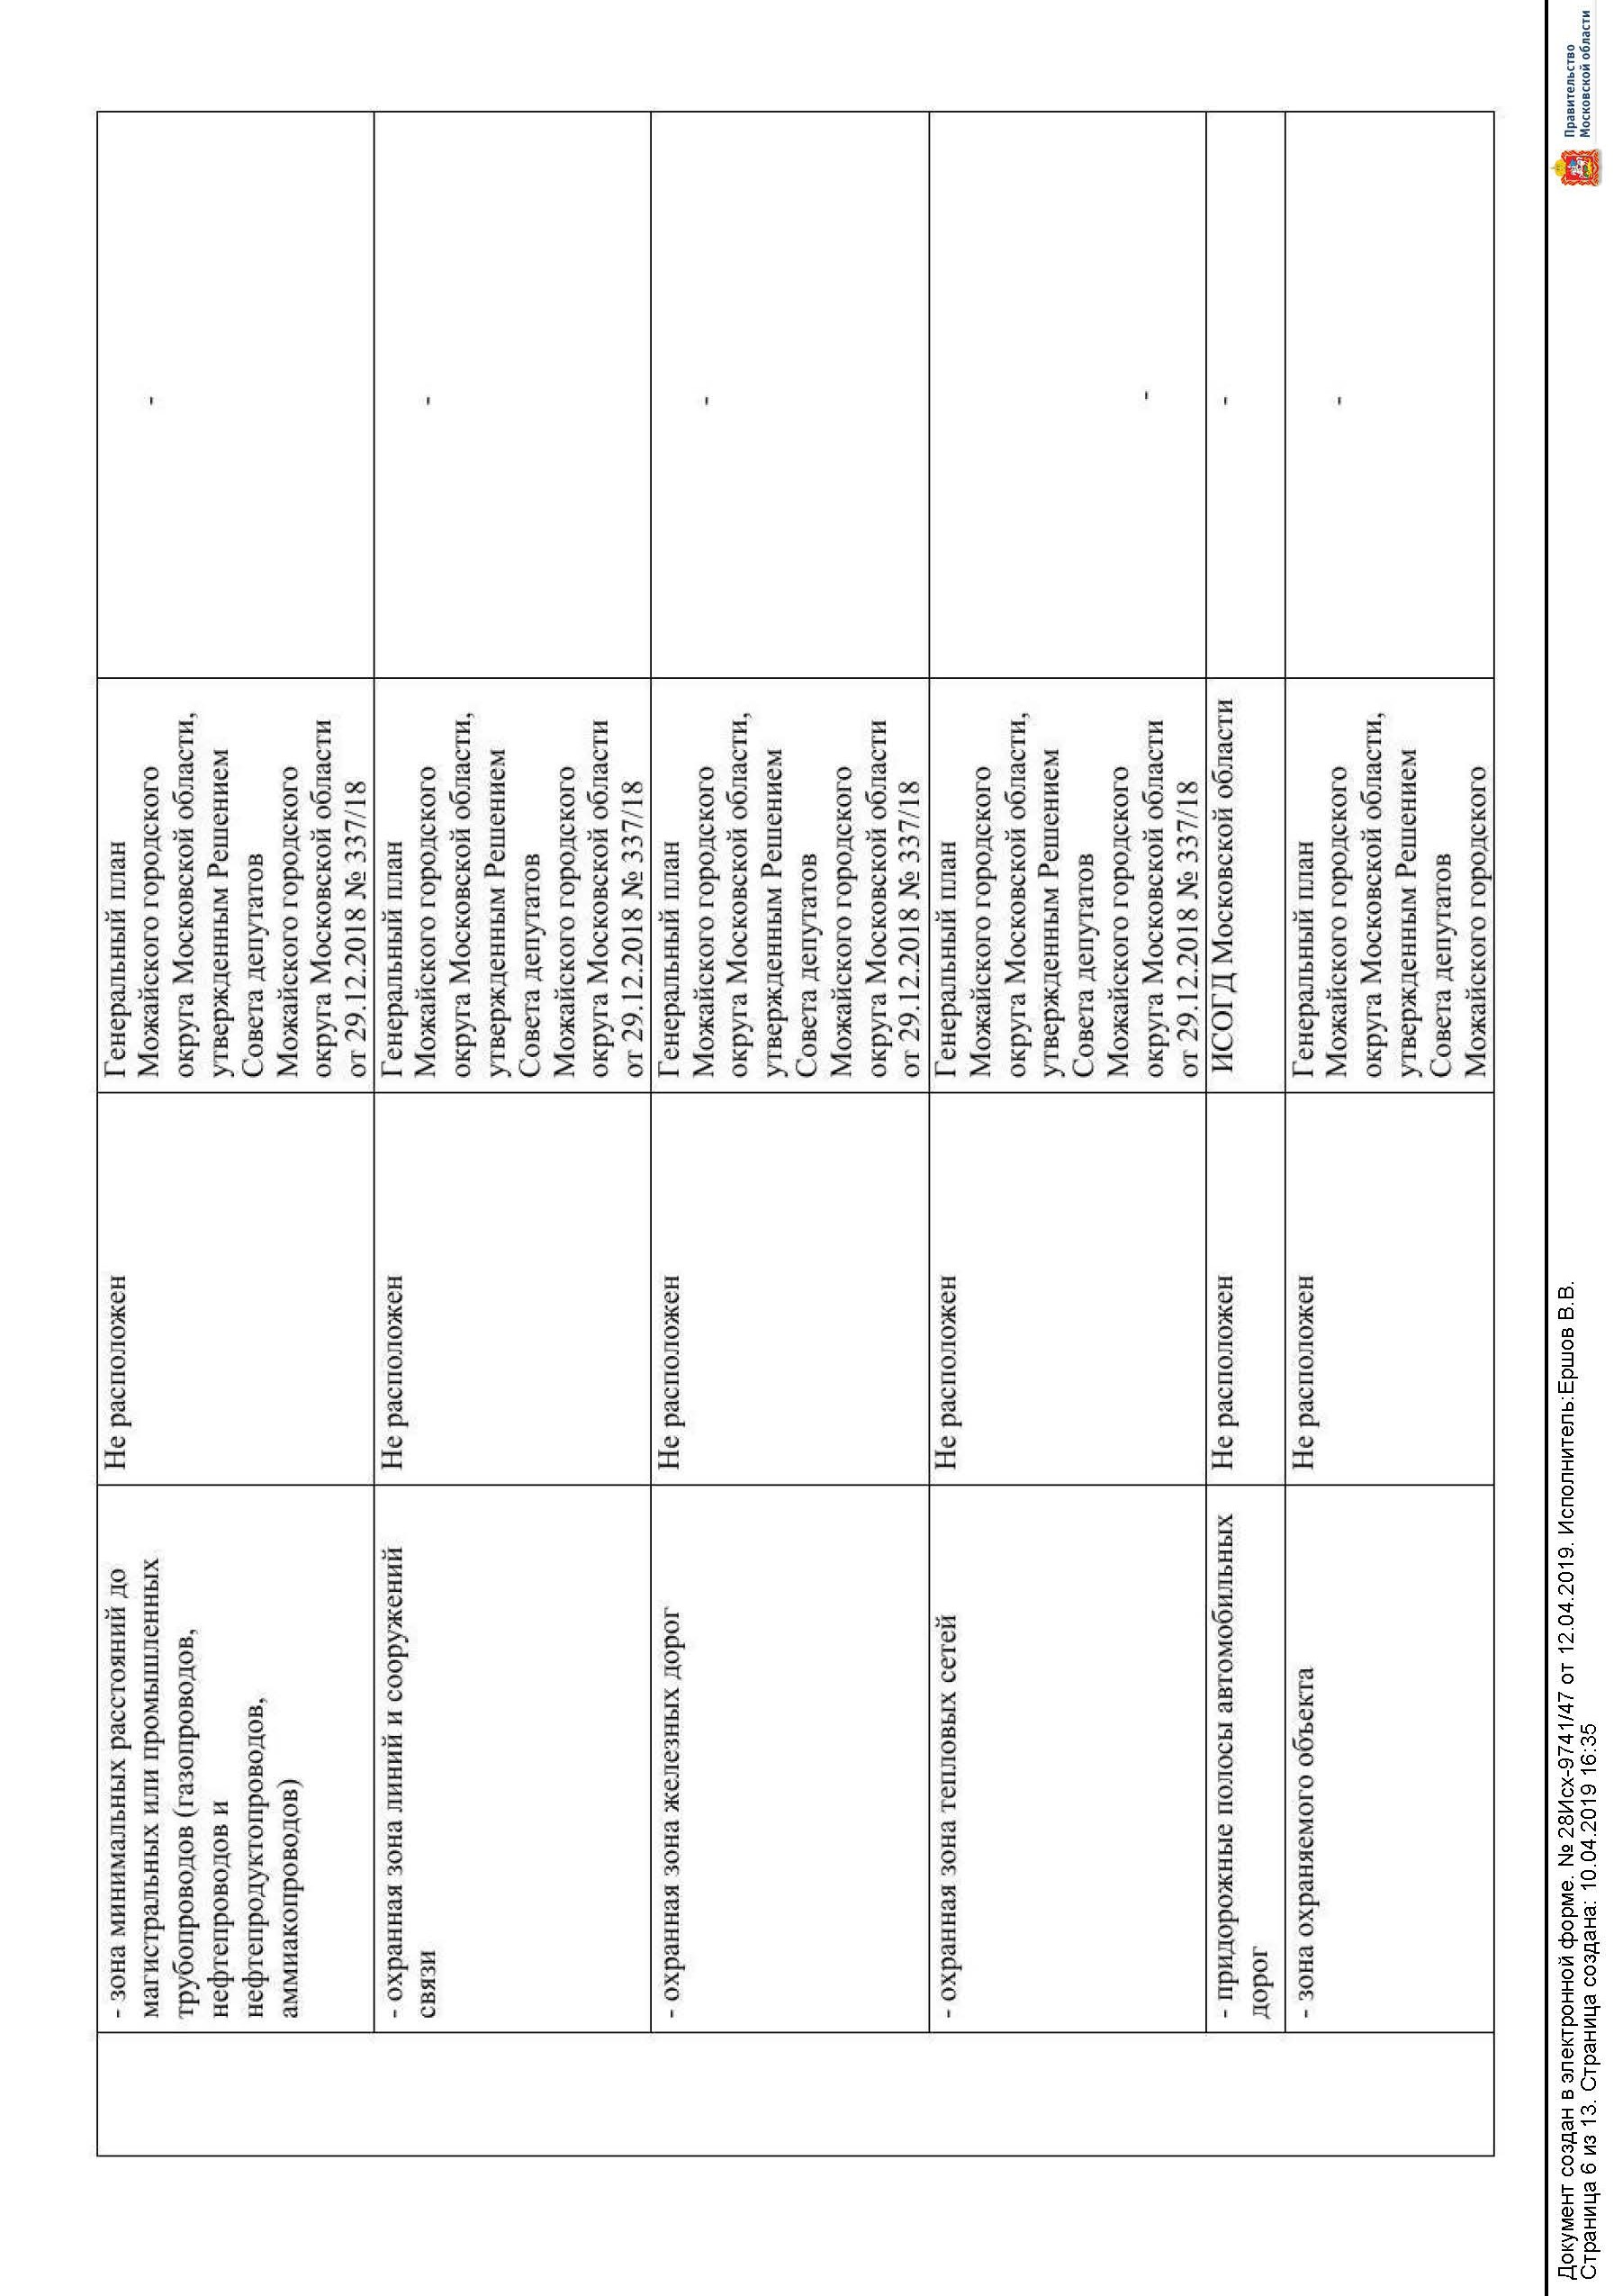 - зона минимальных расстояний до
магистральных или промышленных
трубопроводов (газопроводов,
нефтепроводов и
нефтепродуктопроводов,
аммиакопроводов)
Не расположен
Генеральный план
Можайского городского
округа Московской области,
утвержденным Решением
Совета депутатов
Можайского городского
округа Московской области
от 29.12.2018 № 337/18
-
- охранная зона линий и сооружений
связи
Не расположен
Генеральный план
Можайского городского
округа Московской области,
утвержденным Решением
Совета депутатов
Можайского городского
округа Московской области
от 29.12.2018 № 337/18
-
- охранная зона железных дорог
Не расположен
Генеральный план
Можайского городского
округа Московской области,
утвержденным Решением
Совета депутатов
Можайского городского
округа Московской области
от 29.12.2018 № 337/18
-
- охранная зона тепловых сетей
Не расположен
Генеральный план
Можайского городского
округа Московской области,
утвержденным Решением
Совета депутатов
Можайского городского
округа Московской области
от 29.12.2018 № 337/18
-
- придорожные полосы автомобильных
дорог
Не расположен
ИСОГД Московской области
-
- зона охраняемого объекта
Не расположен
Генеральный план
Можайского городского
округа Московской области,
утвержденным Решением
Совета депутатов
Можайского городского
-
Документ создан в электронной форме. № 28Исх-9741/47 от 12.04.2019. Исполнитель:Ершов В.В.
Страница 6 из 13. Страница создана: 10.04.2019 16:35
Правительство
Московской области